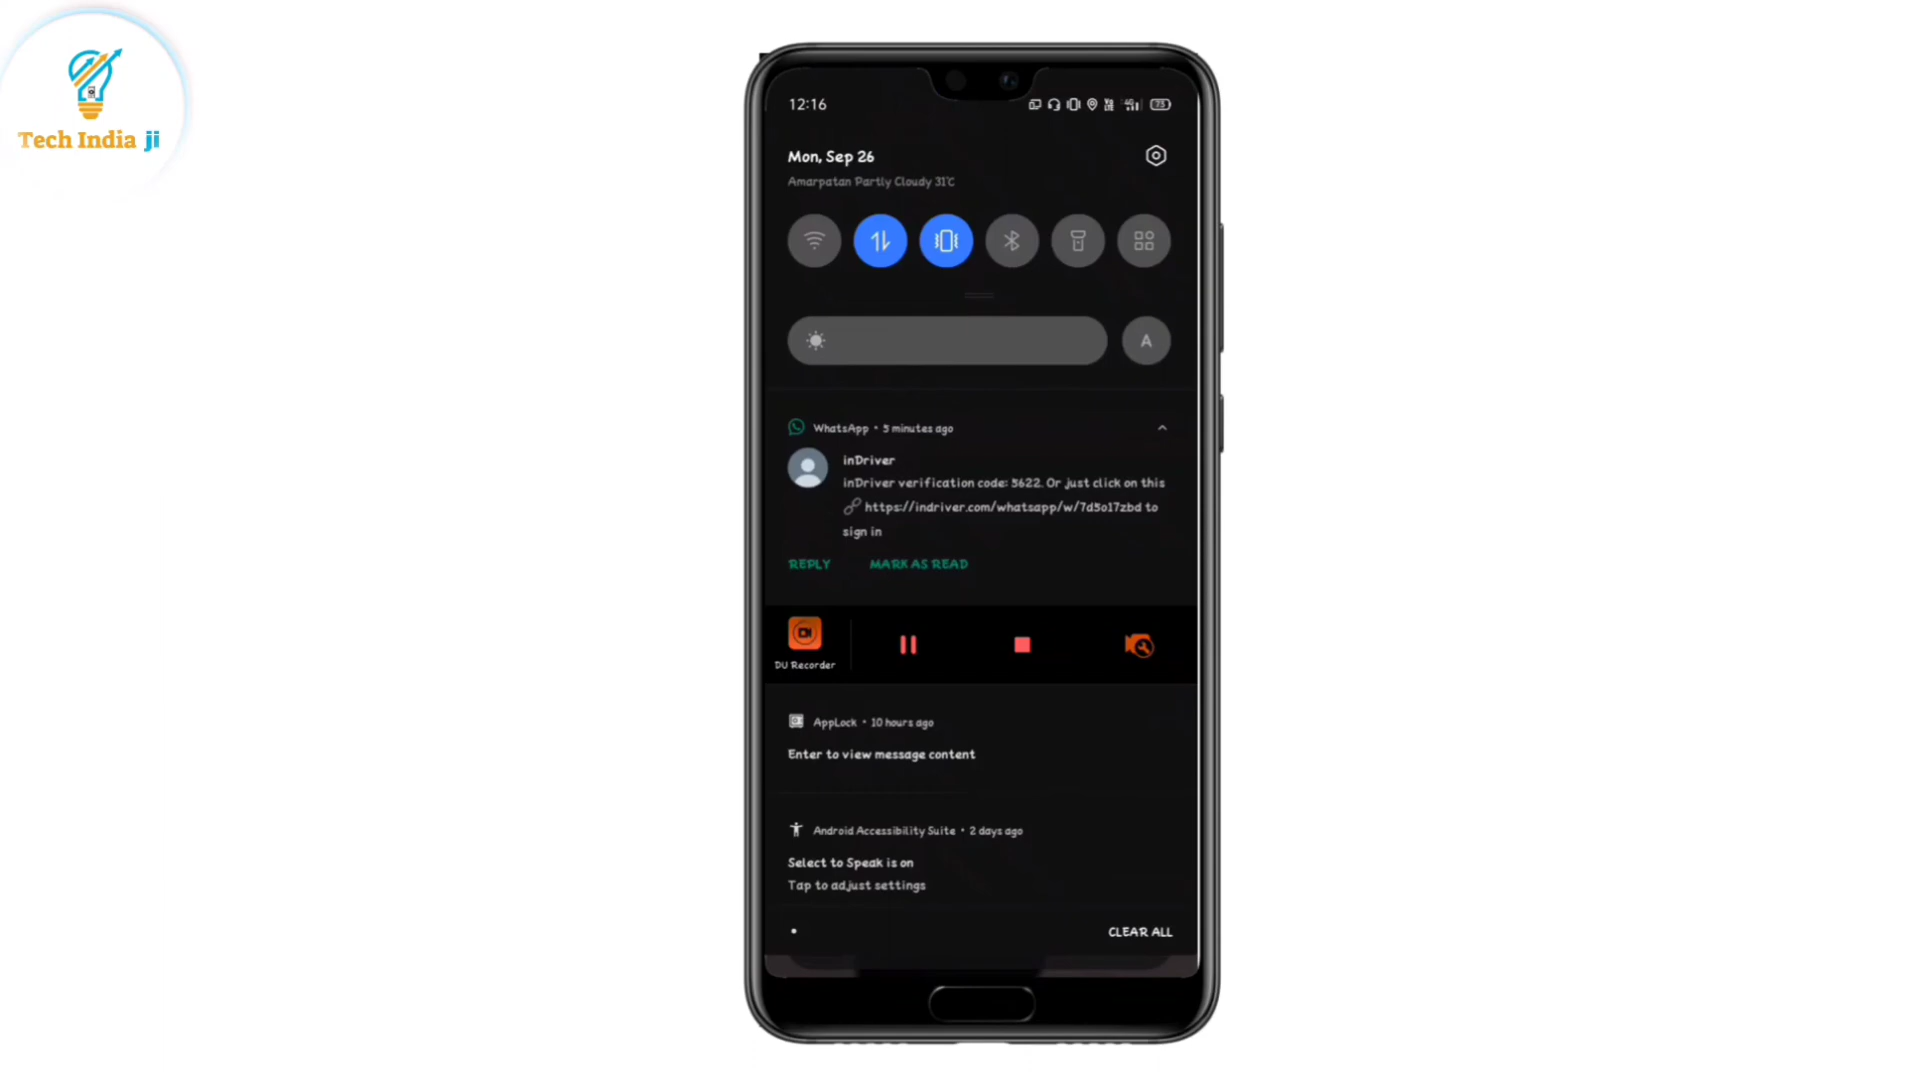 Tech India ji
12:16
73
Mon, Sep 26
Amarpatan Partly Cloudy 31°C
A
WhatsApp • 5 minutes ago
inDriver
inDriver verification code: 5622. Or just click on this
https://indriver.com/whatsapp/w/7d5o17zbd to
sign in
REPLY MARK AS READ
DU Recorder
AppLock • 10 hours ago
Enter to view message content
Android Accessibility Suite • 2 days ago
Select to Speak is on
Tap to adjust settings
CLEAR ALL